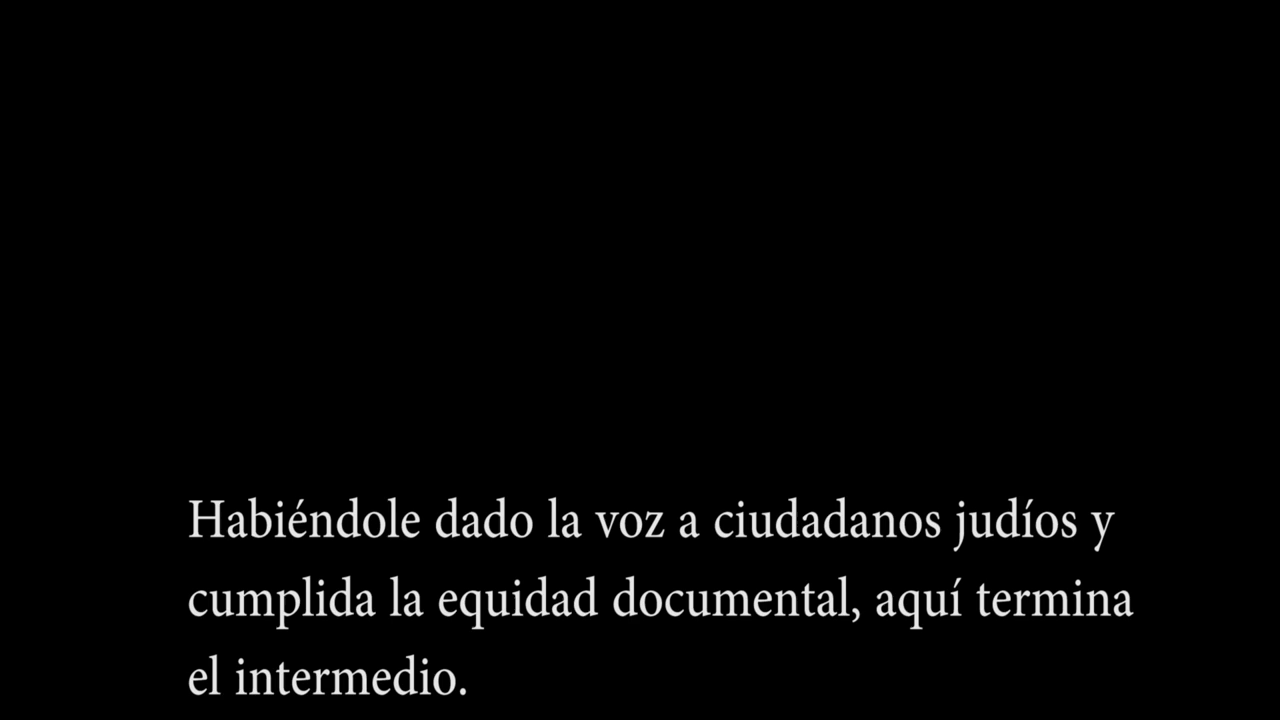 Habiéndole dado la voz a ciudadanos judíos y
cumplida la equidad documental, aquí termina
el intermedio.